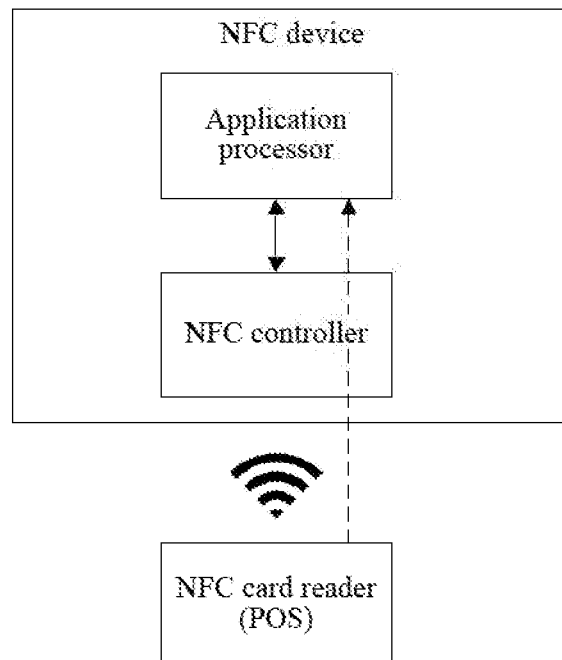 NFC device
Application
processor
NFC controller
NFC card reader
(POS)